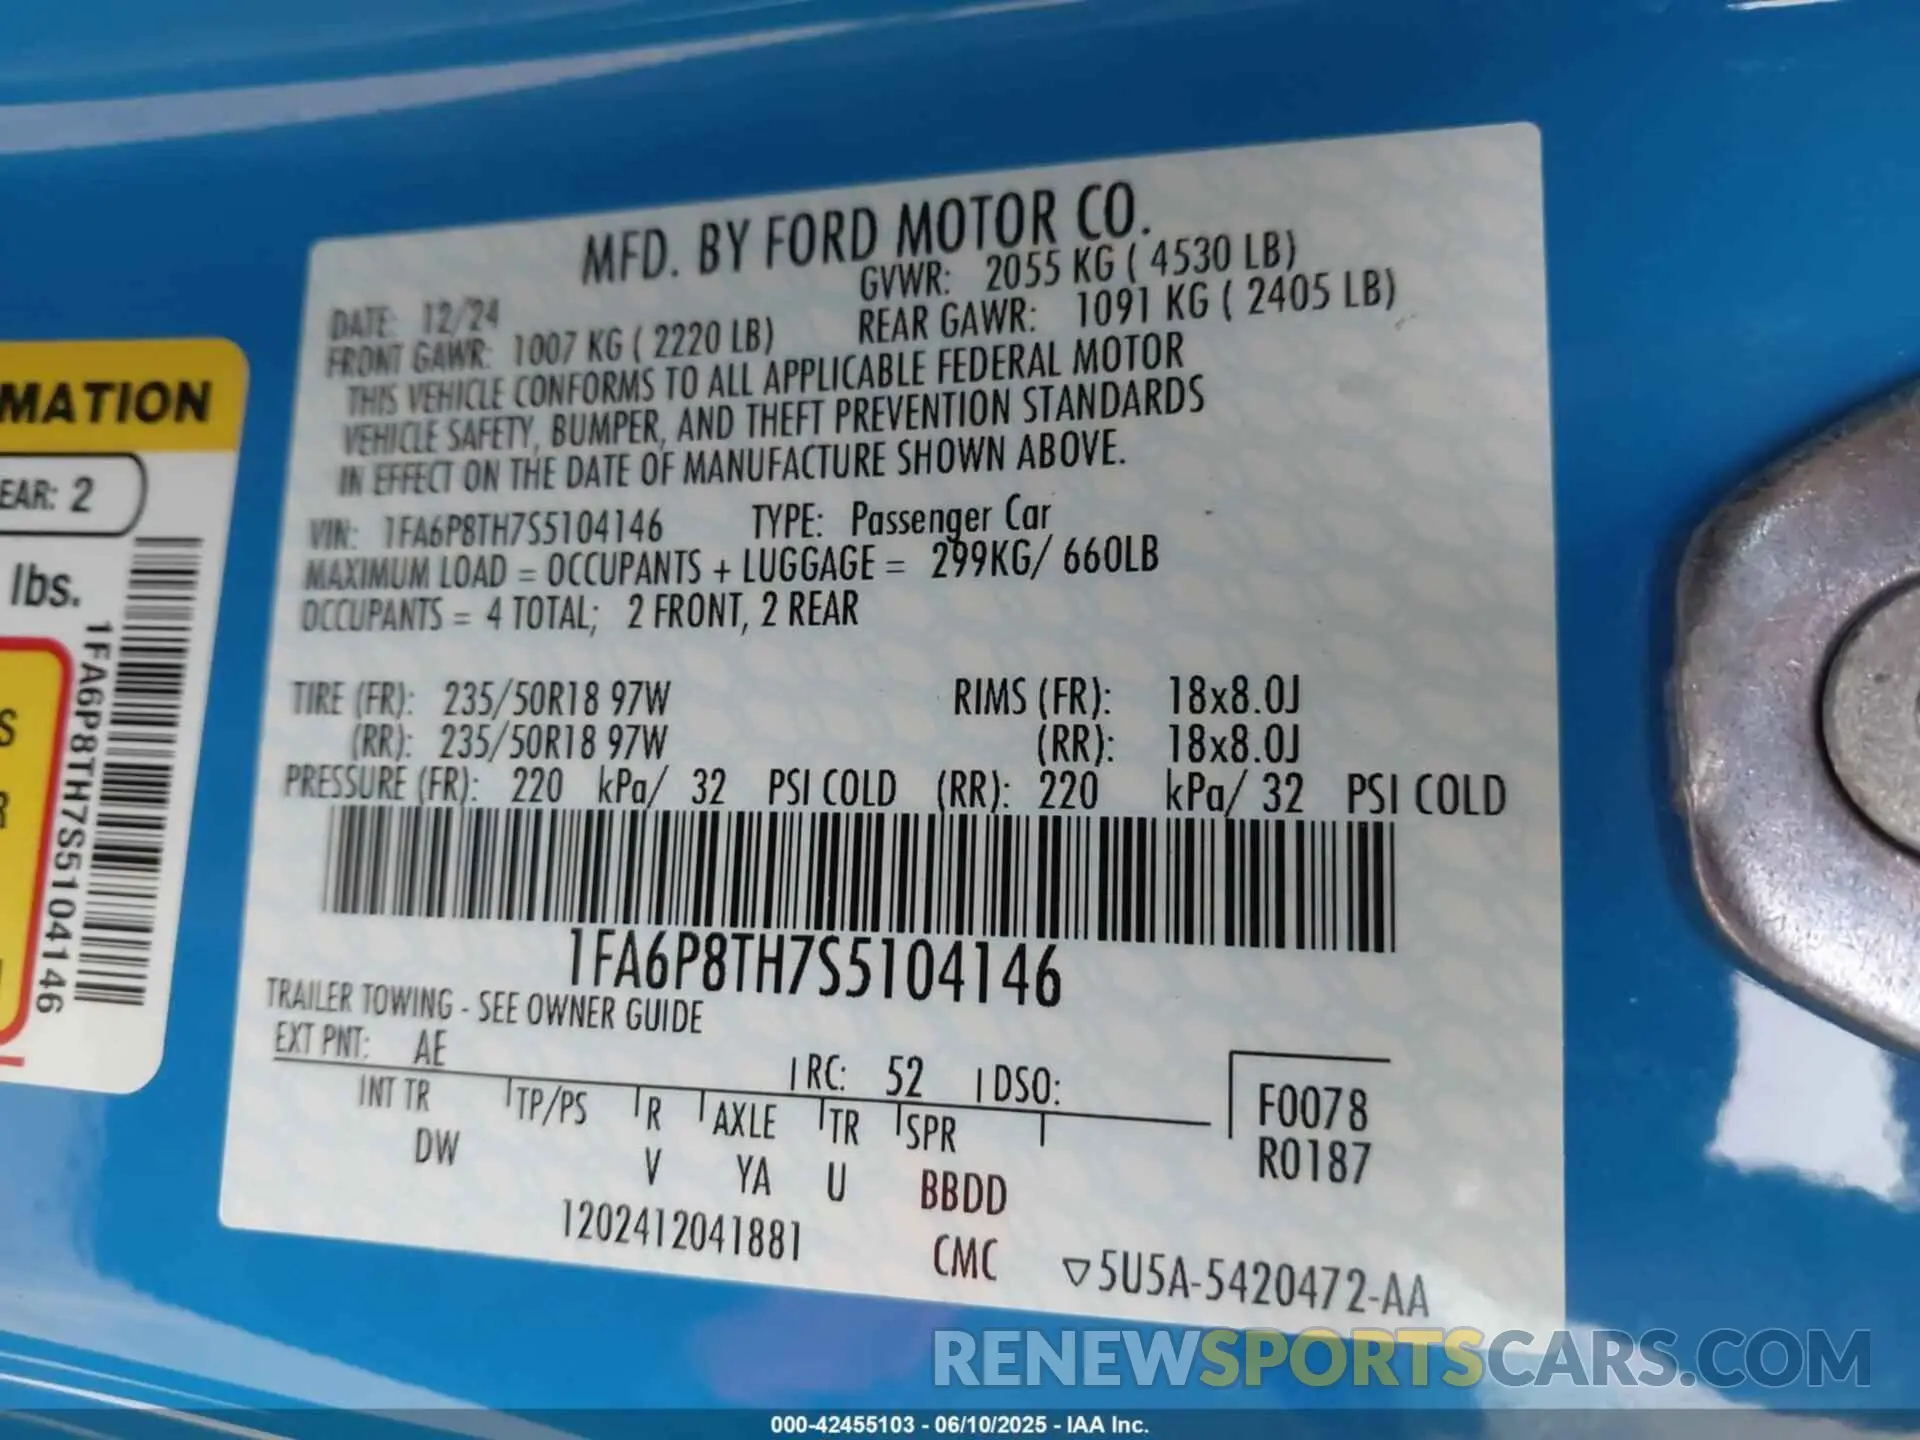 MFD. BY FORD MOTOR CO.
DATE: 12/24 GVWR: 2055 KG ( 4530 LB)
FRONT GAWR: 1007 KG ( 2220 LB) REAR GAWR: 1091 KG ( 2405 LB)
THIS VEHICLE CONFORMS TO ALL APPLICABLE FEDERAL MOTOR
VEHICLE SAFETY, BUMPER, AND THEFT PREVENTION STANDARDS
IN EFFECT ON THE DATE OF MANUFACTURE SHOWN ABOVE.
VIN: 1FA6P8TH7S5104146 TYPE: Passenger Car
MAXIMUM LOAD = OCCUPANTS + LUGGAGE = 299KG/ 660LB
OCCUPANTS = 4 TOTAL; 2 FRONT, 2 REAR
TIRE (FR): 235/50R18 97W RIMS (FR): 18x8.0J
(RR): 235/50R18 97W (RR): 18x8.0J
PRESSURE (FR): 220 kPa/ 32 PSI COLD (RR): 220 kPa/ 32 PSI COLD
1FA6P8TH7S5104146
TRAILER TOWING - SEE OWNER GUIDE
EXT PNT: AE RC: 52 DSO:
INT TR TP/PS R AXLE TR SPR
DW V YA U BBDD
F0078
R0187
1202412041881 CMC ▽5U5A-5420472-AA
MATION
EAR: 2
lbs.
1FA6P8TH7S5104146
S
R
RENEWSPORTSCARS.COM
000-42455103 - 06/10/2025 - IAA Inc.